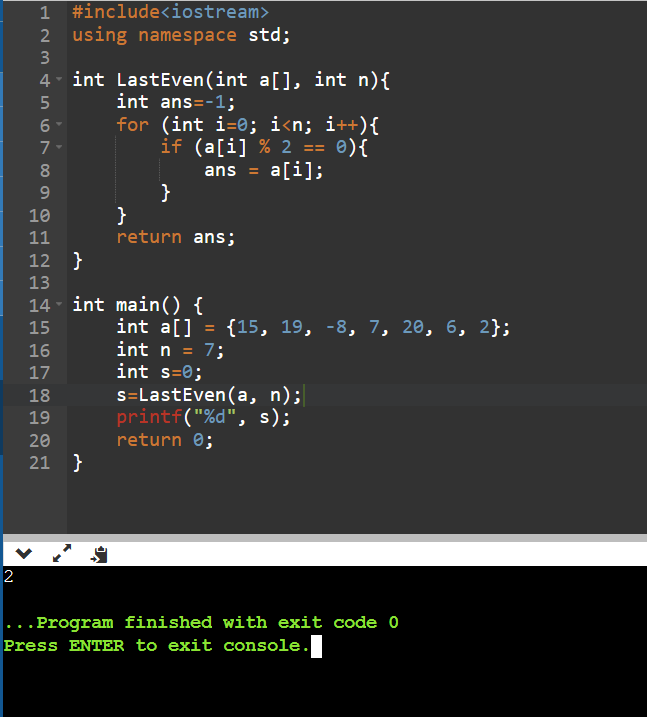 1 #include<iostream>
2 using namespace std;
3
4 int LastEven(int a[], int n){
5     int ans=-1;
6     for (int i=0; i<n; i++){
7         if (a[i] % 2 == 0){
8             ans = a[i];
9         }
10     }
11     return ans;
12 }
13
14 int main() {
15     int a[] = {15, 19, -8, 7, 20, 6, 2};
16     int n = 7;
17     int s=0;
18     s=LastEven(a, n);
19     printf("%d", s);
20     return 0;
21 }
2
...Program finished with exit code 0
Press ENTER to exit console.